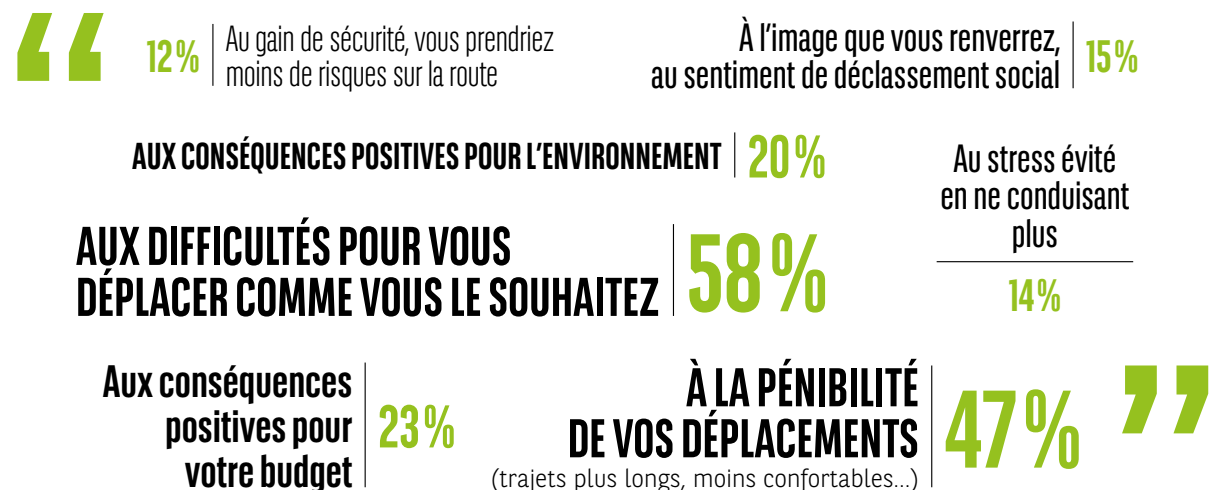 “
12%
Au gain de sécurité, vous prendriez
moins de risques sur la route
À l’image que vous renverrez,
au sentiment de déclassement social
15%
AUX CONSÉQUENCES POSITIVES POUR L’ENVIRONNEMENT
20%
Au stress évité
en ne conduisant
plus
14%
AUX DIFFICULTÉS POUR VOUS
DÉPLACER COMME VOUS LE SOUHAITEZ
58%
Aux conséquences
positives pour
votre budget
23%
À LA PÉNIBILITÉ
DE VOS DÉPLACEMENTS
(trajets plus longs, moins confortables...)
47%
”